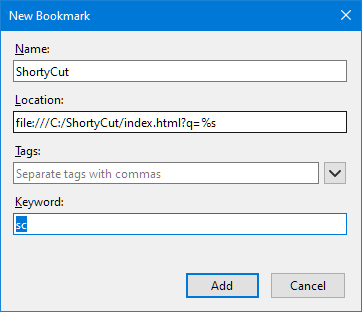 New Bookmark
Name:
ShortyCut
Location:
file:///C:/ShortyCut/index.html?q=%s
Tags:
Separate tags with commas
Keyword:
sc
Add Cancel